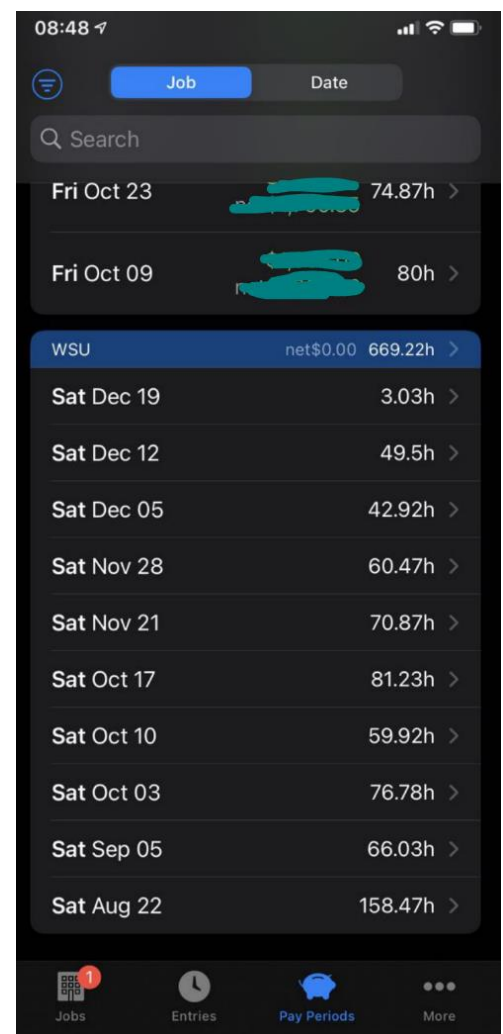 08:48
Job Date
Search
Fri Oct 23 74.87h
Fri Oct 09 80h
WSU net$0.00 669.22h
Sat Dec 19 3.03h
Sat Dec 12 49.5h
Sat Dec 05 42.92h
Sat Nov 28 60.47h
Sat Nov 21 70.87h
Sat Oct 17 81.23h
Sat Oct 10 59.92h
Sat Oct 03 76.78h
Sat Sep 05 66.03h
Sat Aug 22 158.47h
1
Jobs Entries Pay Periods More